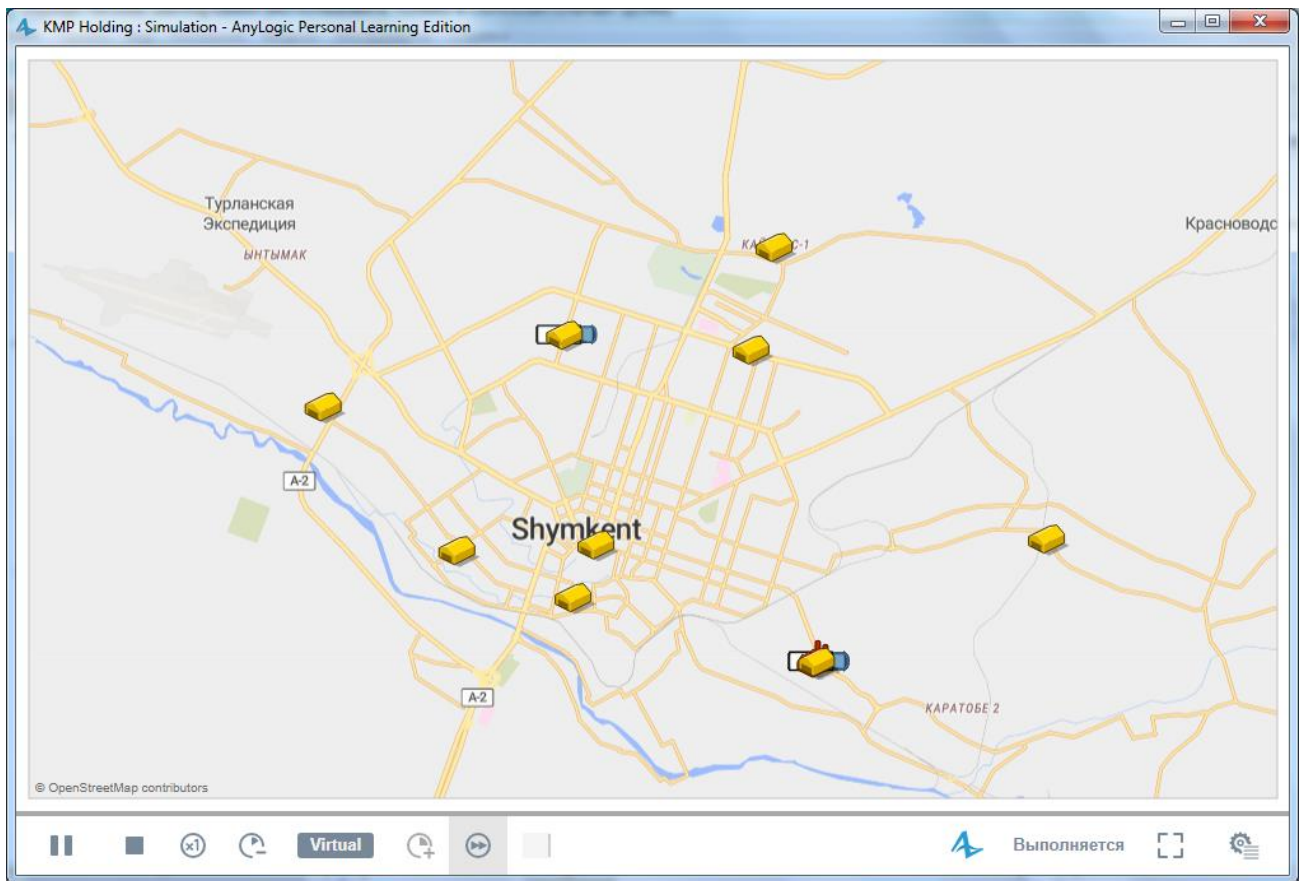 KMP Holding : Simulation - AnyLogic Personal Learning Edition
Турланская
Экспедиция
ЫНТЫМАК
Красноводс
A-2
Shymkent
A-2
КАРАТОБЕ 2
© OpenStreetMap contributors
x1
Virtual
Выполняется